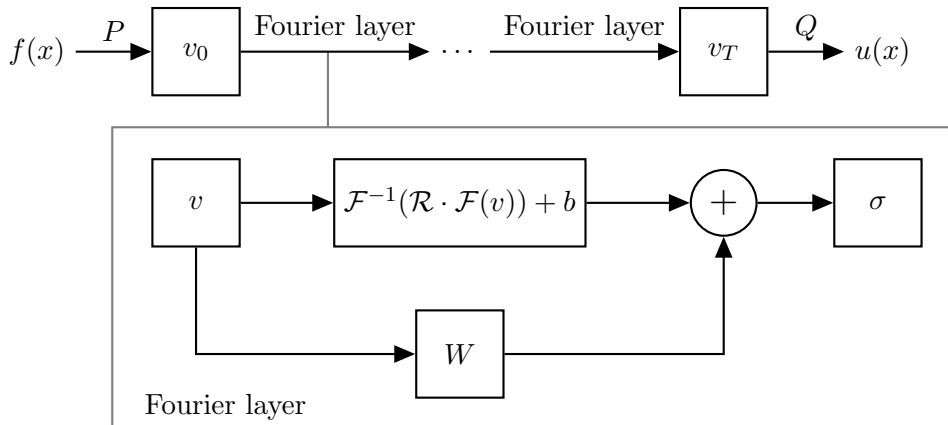 f(x) P v₀ Fourier layer ⋯ Fourier layer v_T Q u(x)
v 𝓕⁻¹(𝓡 · 𝓕(v)) + b + σ
W
Fourier layer